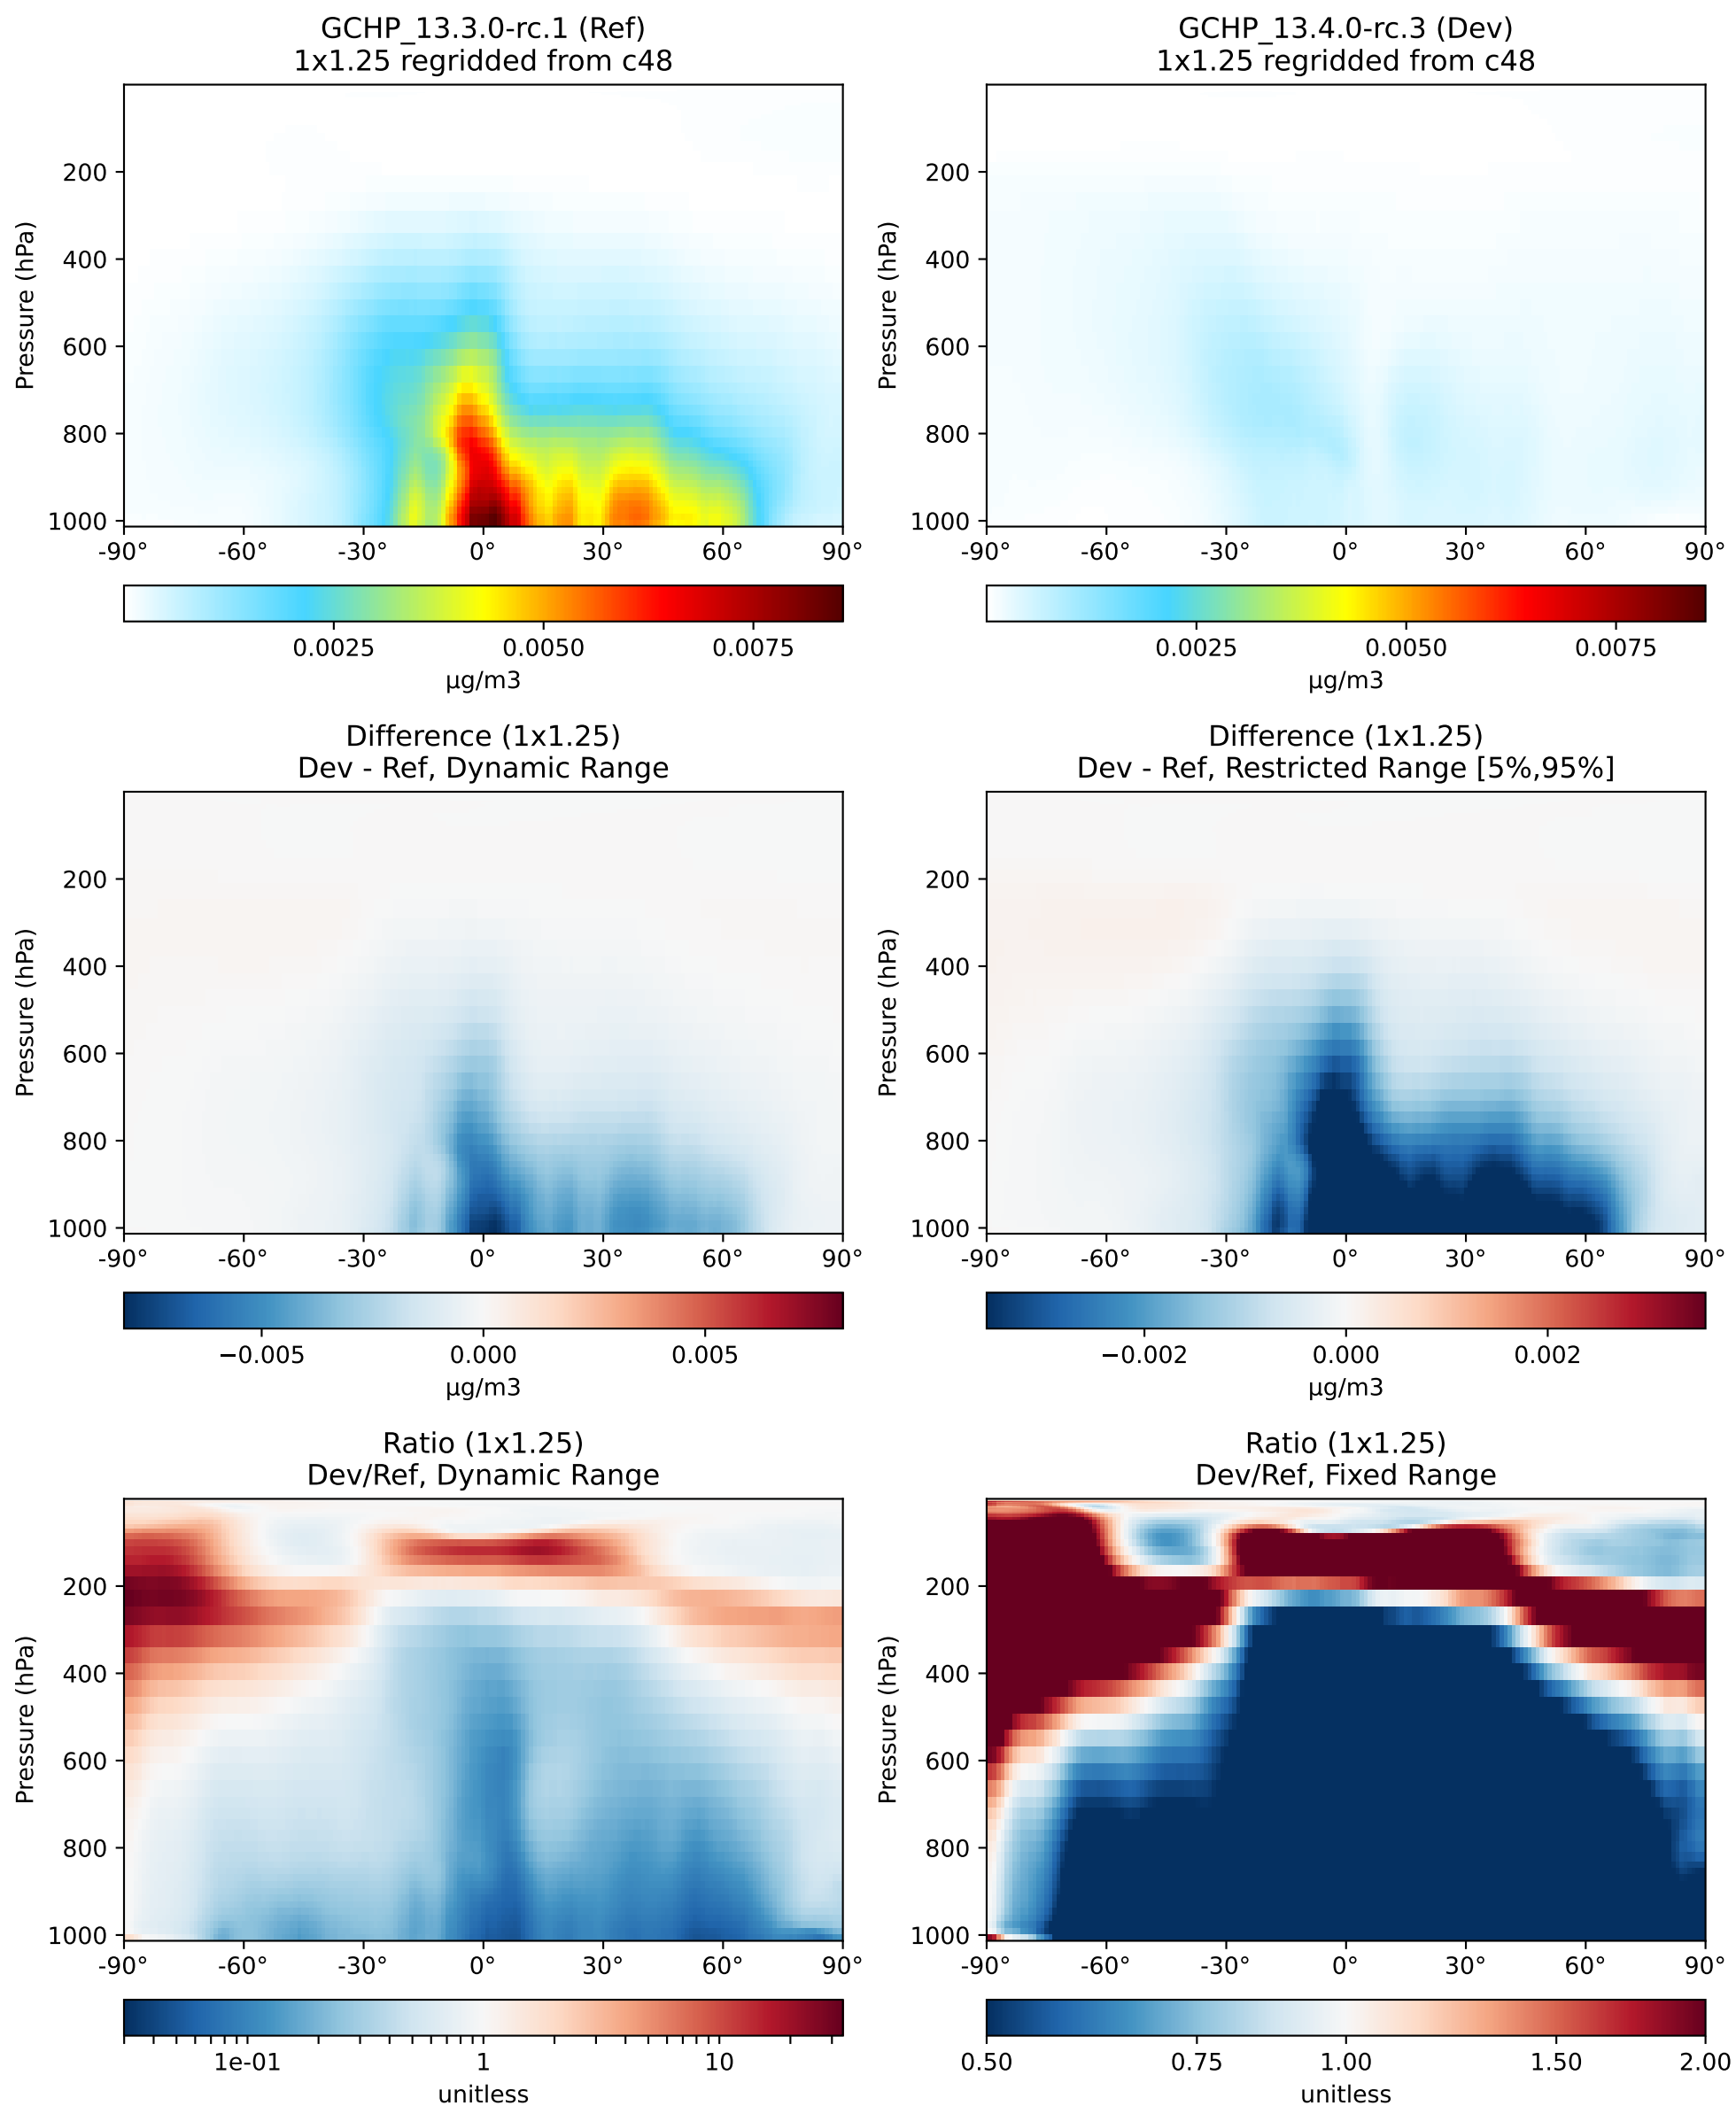 GCHP_13.3.0-rc.1 (Ref)
1x1.25 regridded from c48
Pressure (hPa)
200
400
600
800
1000
-90° -60° -30° 0° 30° 60° 90°
0.0025 0.0050 0.0075
μg/m3
GCHP_13.4.0-rc.3 (Dev)
1x1.25 regridded from c48
Pressure (hPa)
200
400
600
800
1000
-90° -60° -30° 0° 30° 60° 90°
0.0025 0.0050 0.0075
μg/m3
Difference (1x1.25)
Dev - Ref, Dynamic Range
Pressure (hPa)
200
400
600
800
1000
-90° -60° -30° 0° 30° 60° 90°
−0.005 0.000 0.005
μg/m3
Difference (1x1.25)
Dev - Ref, Restricted Range [5%,95%]
Pressure (hPa)
200
400
600
800
1000
-90° -60° -30° 0° 30° 60° 90°
−0.002 0.000 0.002
μg/m3
Ratio (1x1.25)
Dev/Ref, Dynamic Range
Pressure (hPa)
200
400
600
800
1000
-90° -60° -30° 0° 30° 60° 90°
1e-01 1 10
unitless
Ratio (1x1.25)
Dev/Ref, Fixed Range
Pressure (hPa)
200
400
600
800
1000
-90° -60° -30° 0° 30° 60° 90°
0.50 0.75 1.00 1.50 2.00
unitless